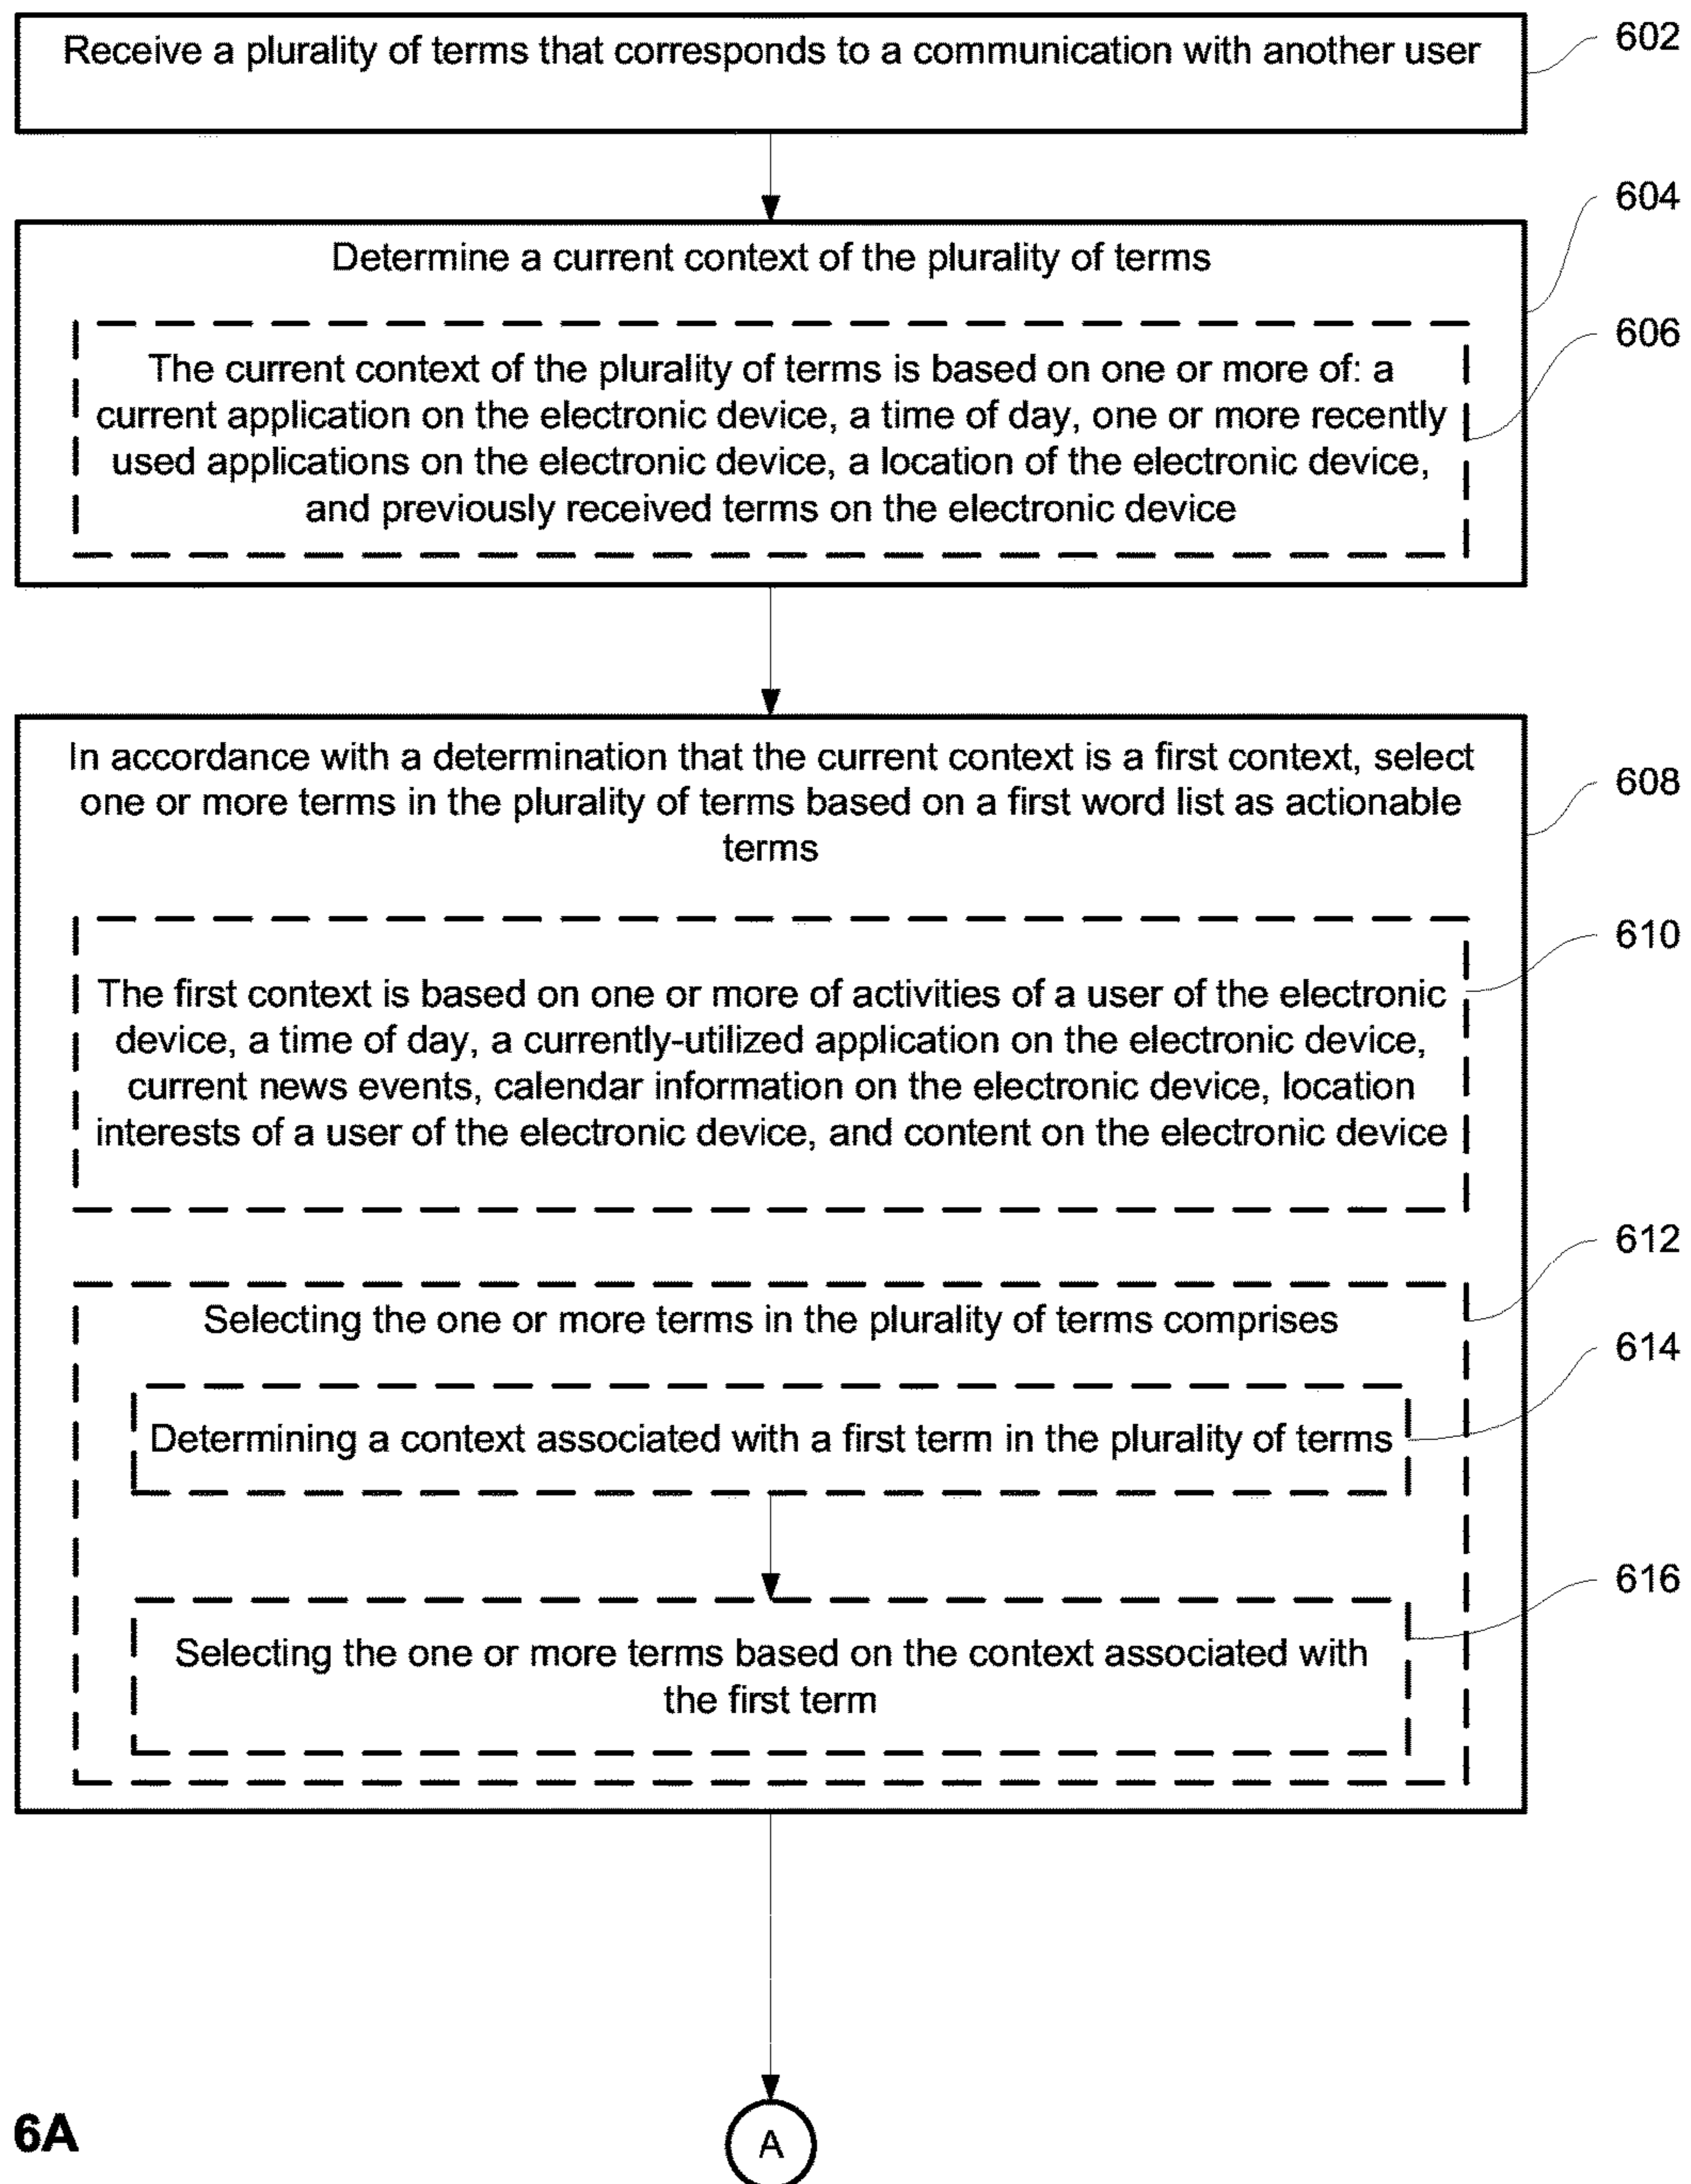 Receive a plurality of terms that corresponds to a communication with another user
602
604
Determine a current context of the plurality of terms
606
The current context of the plurality of terms is based on one or more of: a
current application on the electronic device, a time of day, one or more recently
used applications on the electronic device, a location of the electronic device,
and previously received terms on the electronic device
In accordance with a determination that the current context is a first context, select
one or more terms in the plurality of terms based on a first word list as actionable
terms
608
610
The first context is based on one or more of activities of a user of the electronic
device, a time of day, a currently-utilized application on the electronic device,
current news events, calendar information on the electronic device, location
interests of a user of the electronic device, and content on the electronic device
612
Selecting the one or more terms in the plurality of terms comprises
614
Determining a context associated with a first term in the plurality of terms
616
Selecting the one or more terms based on the context associated with
the first term
6A
A